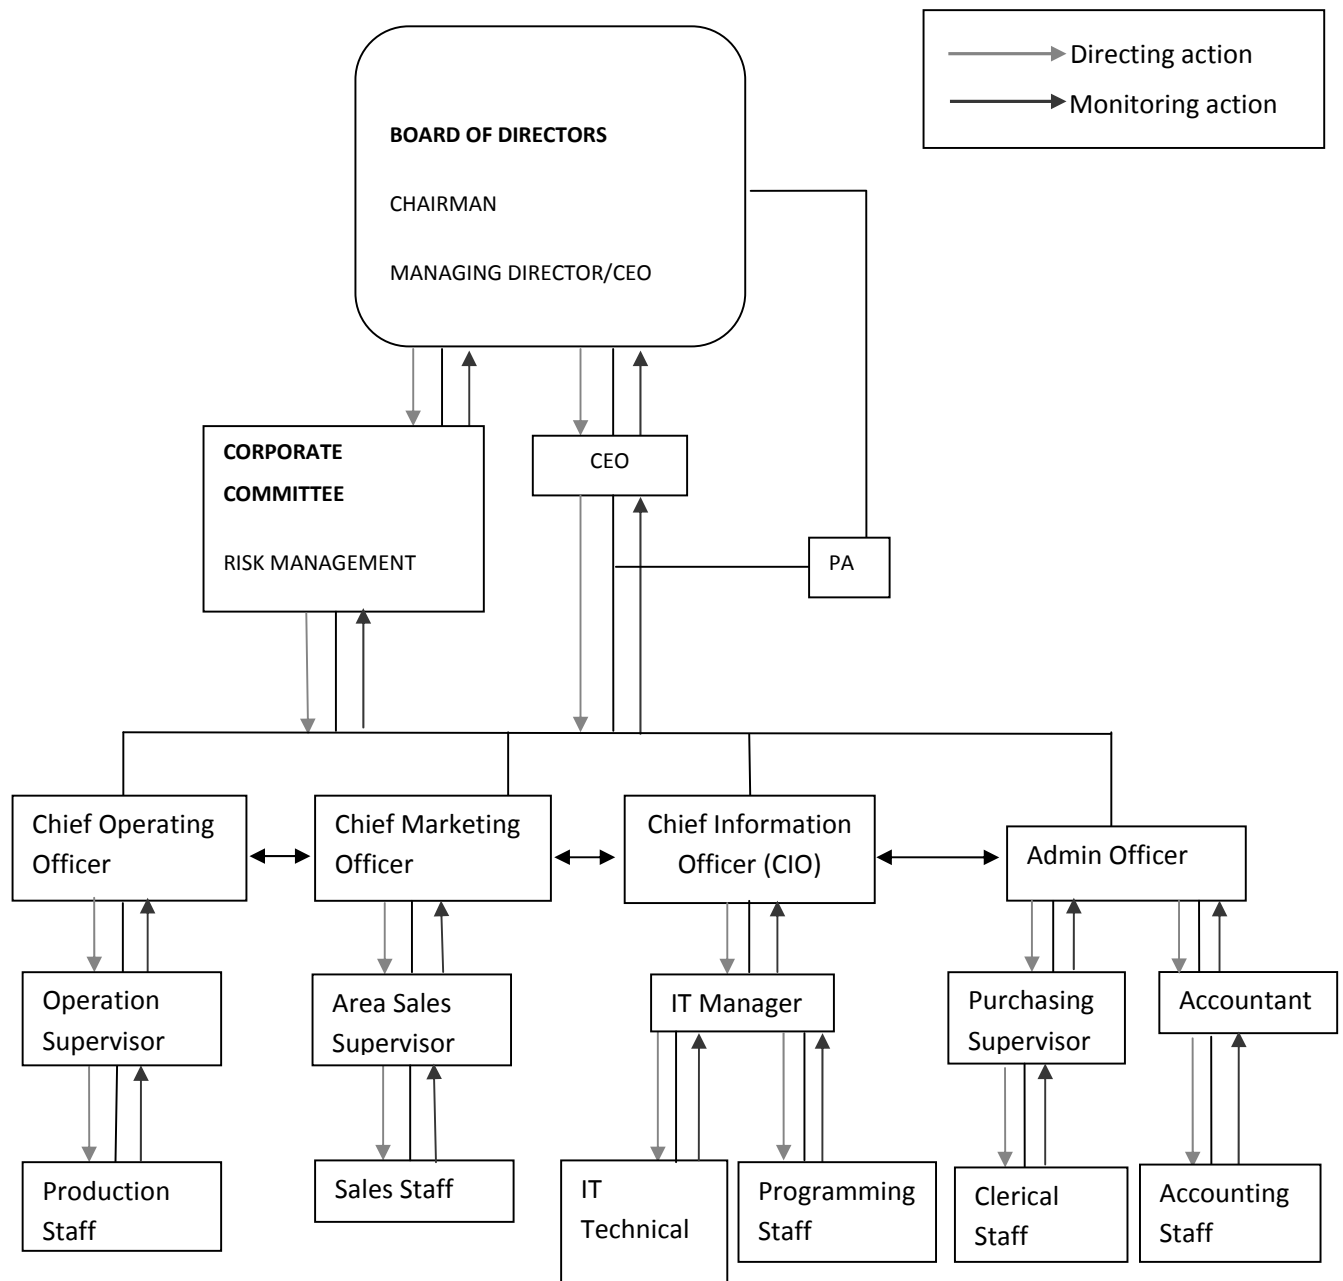 Directing action
Monitoring action
BOARD OF DIRECTORS
CHAIRMAN
MANAGING DIRECTOR/CEO
CORPORATE
COMMITTEE
RISK MANAGEMENT
CEO
PA
Chief Operating
Officer
Chief Marketing
Officer
Chief Information
Officer (CIO)
Admin Officer
Operation
Supervisor
Area Sales
Supervisor
IT Manager
Purchasing
Supervisor
Accountant
Production
Staff
Sales Staff
IT
Technical
Programming
Staff
Clerical
Staff
Accounting
Staff